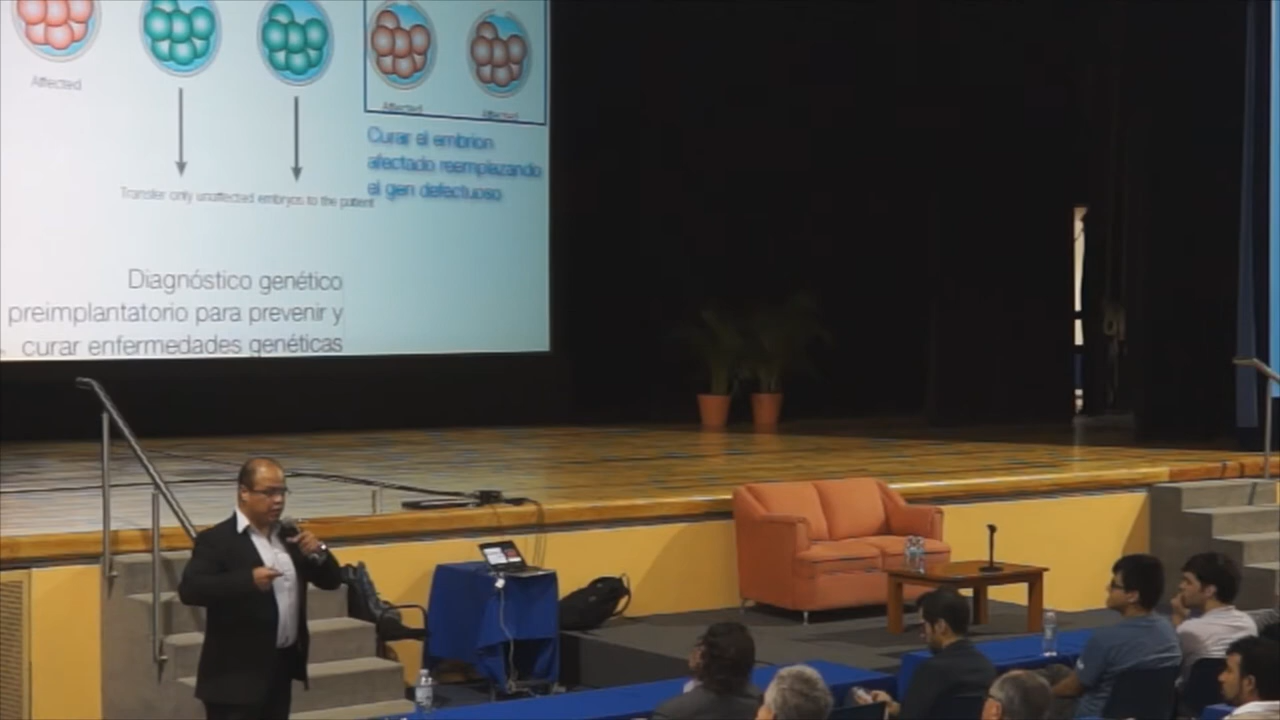 Affected
Affected
Affected
Curar el embrion
afectado reemplazando
el gen defectuoso
Transfer only unaffected embryos to the patient
Diagnóstico genético
preimplantatorio para prevenir y
curar enfermedades genéticas